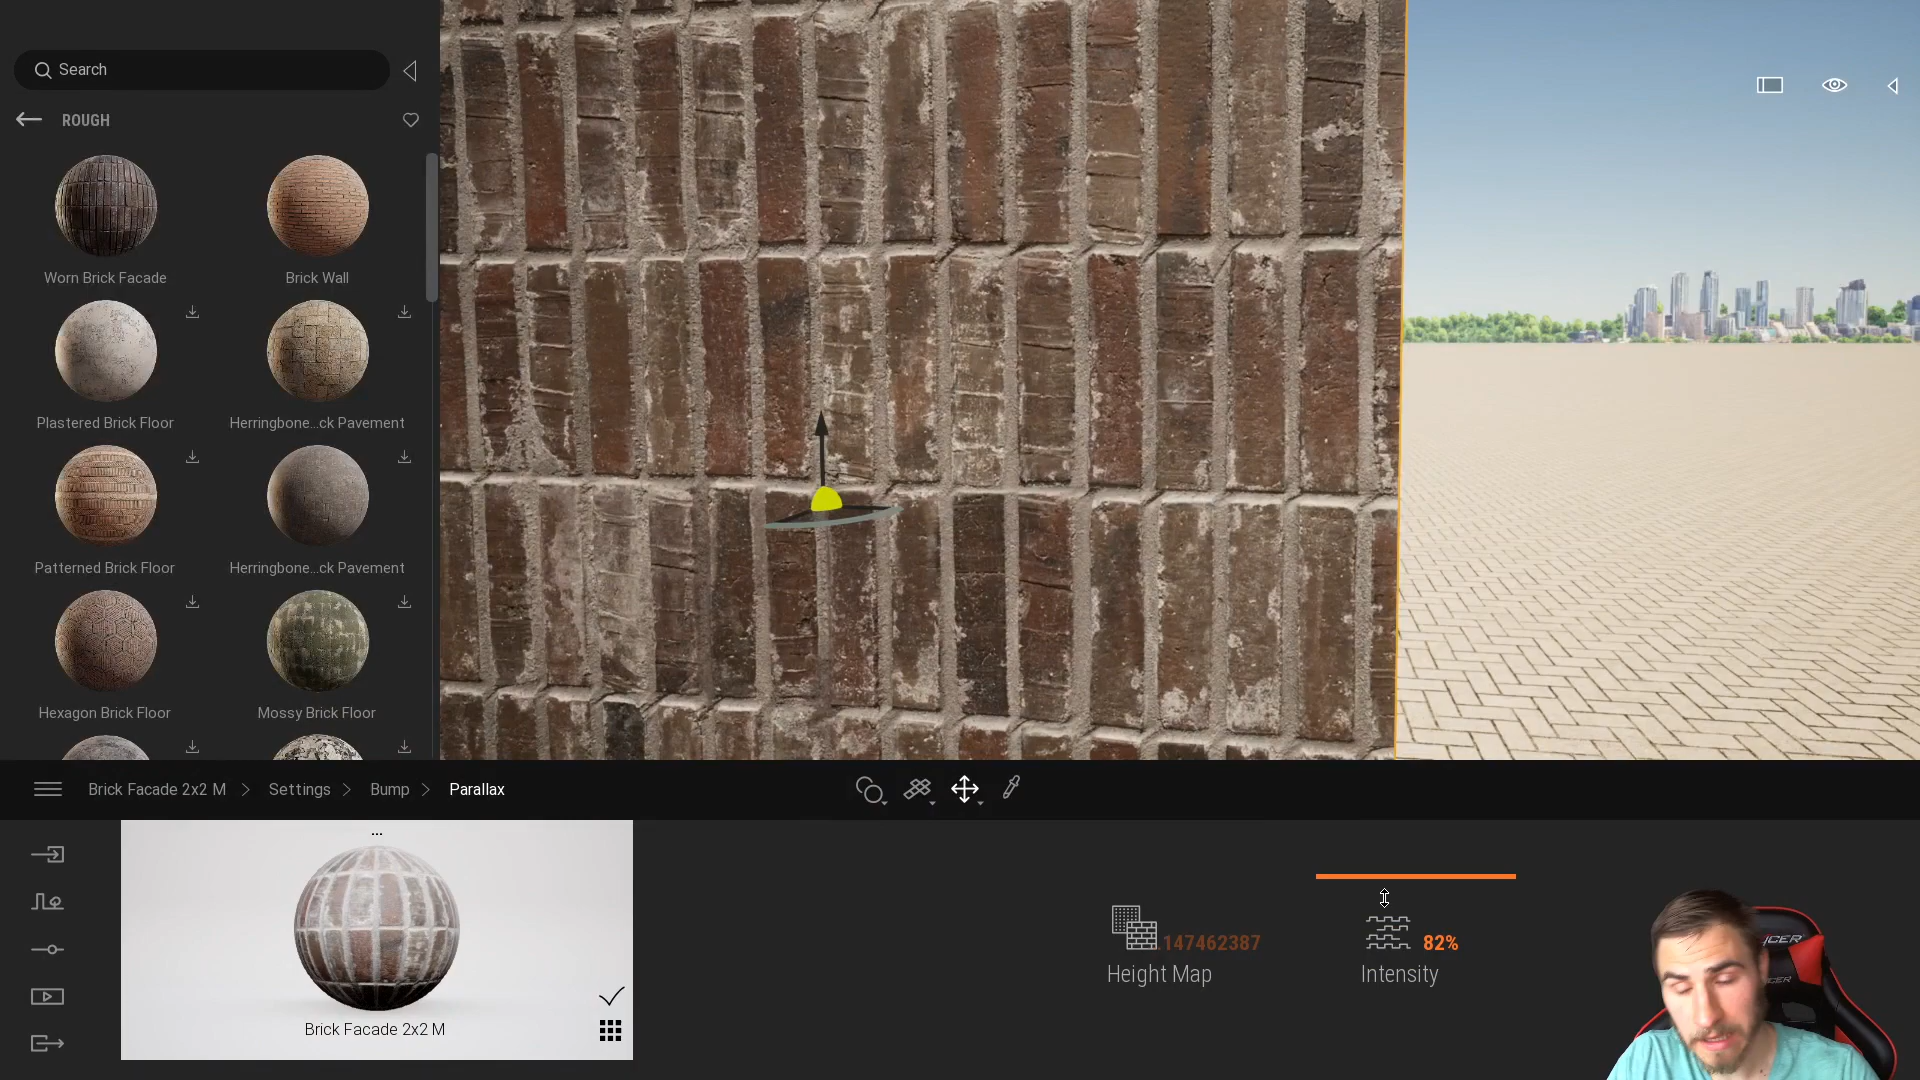 Search
ROUGH
Worn Brick Facade
Brick Wall
Plastered Brick Floor
Herringbone...ck Pavement
Patterned Brick Floor
Herringbone...ck Pavement
Hexagon Brick Floor
Mossy Brick Floor
Brick Facade 2x2 M
Settings
Bump
Parallax
...
Brick Facade 2x2 M
.147462387
Height Map
82%
Intensity